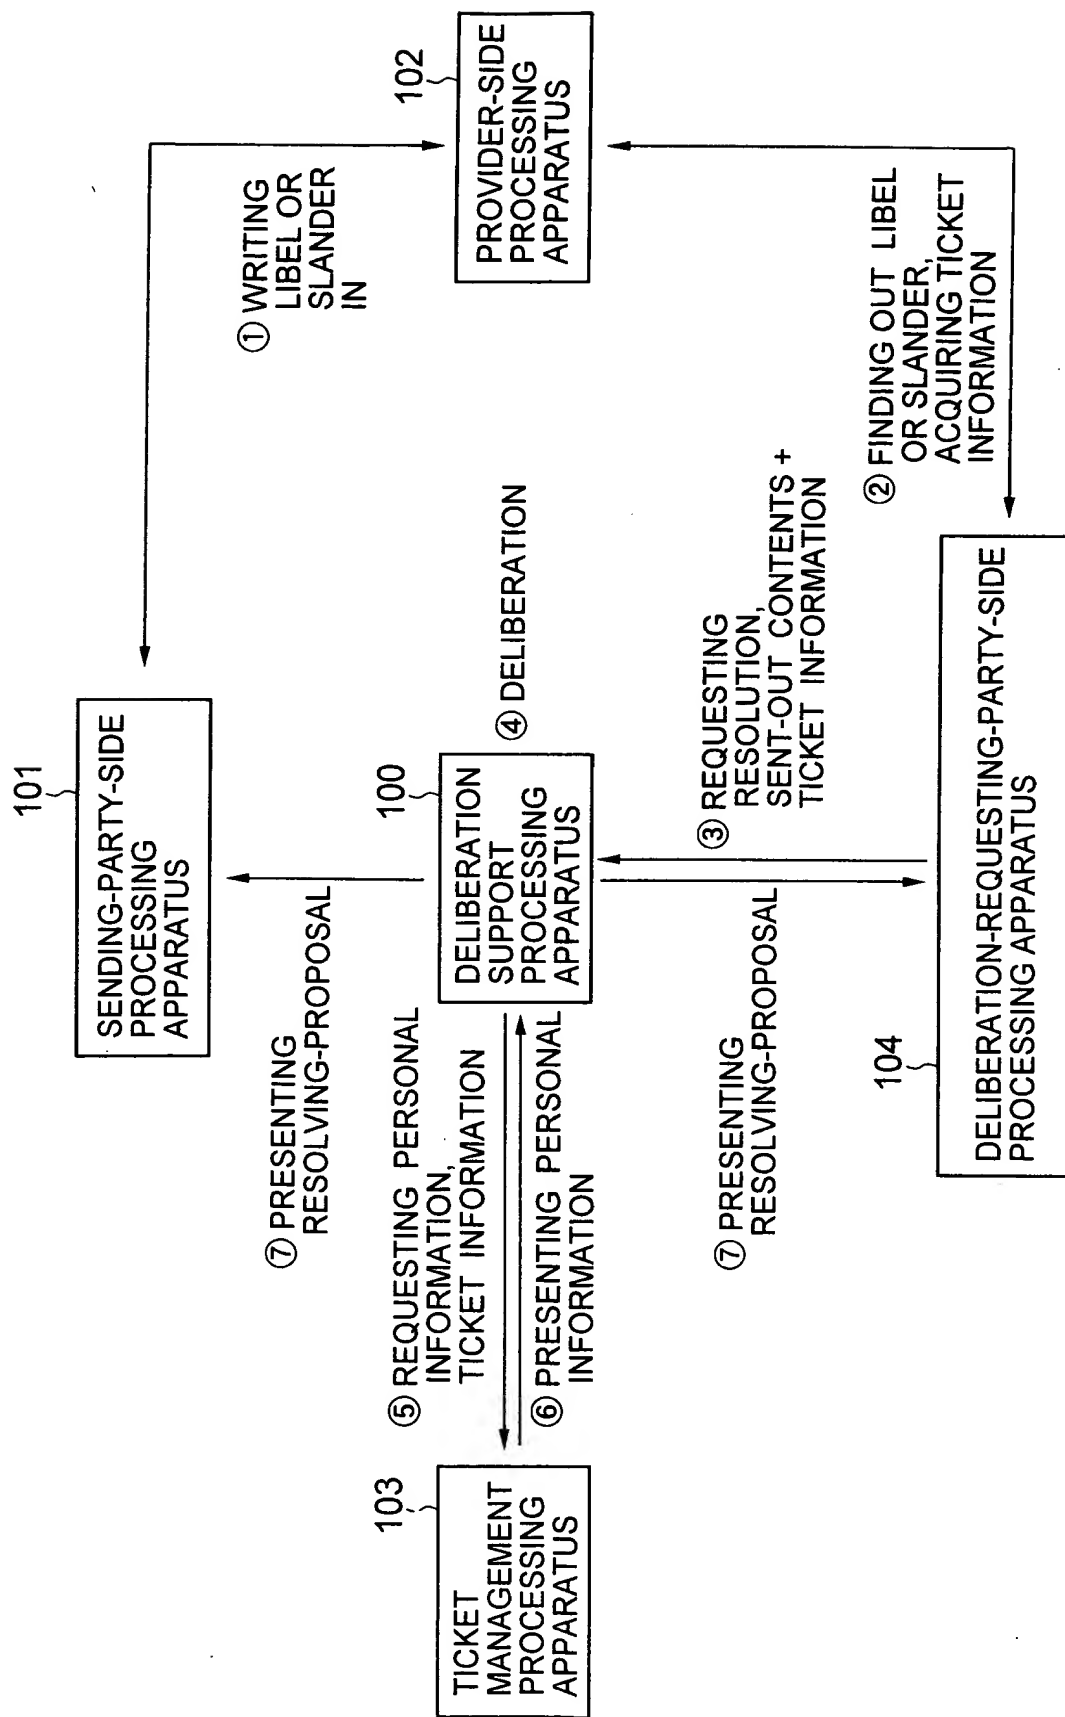 101
SENDING-PARTY-SIDE
PROCESSING
APPARATUS
① WRITING
LIBEL OR
SLANDER
IN
102
PROVIDER-SIDE
PROCESSING
APPARATUS
⑦ PRESENTING
RESOLVING-PROPOSAL
103
TICKET
MANAGEMENT
PROCESSING
APPARATUS
⑤ REQUESTING PERSONAL
INFORMATION,
TICKET INFORMATION
⑥ PRESENTING PERSONAL
INFORMATION
100
DELIBERATION
SUPPORT
PROCESSING
APPARATUS
④ DELIBERATION
⑦ PRESENTING
RESOLVING-PROPOSAL
③ REQUESTING
RESOLUTION,
SENT-OUT CONTENTS +
TICKET INFORMATION
② FINDING OUT LIBEL
OR SLANDER,
ACQUIRING TICKET
INFORMATION
104
DELIBERATION-REQUESTING-PARTY-SIDE
PROCESSING APPARATUS